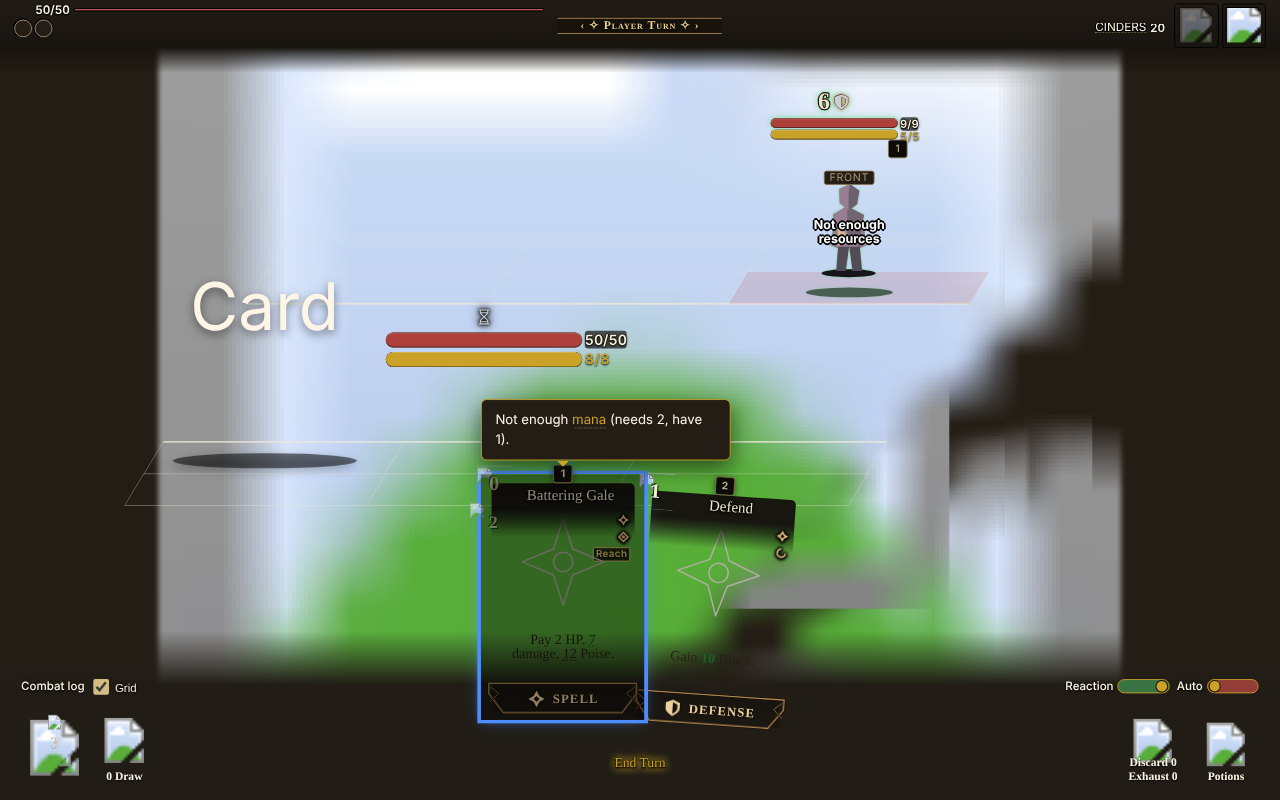 50/50
‹ ✧ Player Turn ✧ ›
CINDERS 20
6
9/9
5/5
1
FRONT
Not enough
resources
Card
50/50
8/8
Not enough mana (needs 2, have
1).
1
0
Battering Gale
2
Reach
Pay 2 HP. 7
damage, 12 Poise.
SPELL
2
1
Defend
Gain 10 Block.
DEFENSE
Combat log
Grid
Reaction
Auto
0 Draw
End Turn
Discard 0
Exhaust 0
Potions